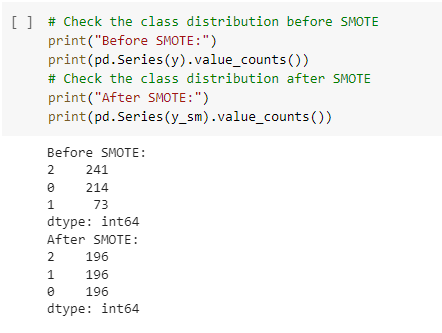 [ ] # Check the class distribution before SMOTE
print("Before SMOTE:")
print(pd.Series(y).value_counts())
# Check the class distribution after SMOTE
print("After SMOTE:")
print(pd.Series(y_sm).value_counts())
Before SMOTE:
2    241
0    214
1     73
dtype: int64
After SMOTE:
2    196
1    196
0    196
dtype: int64